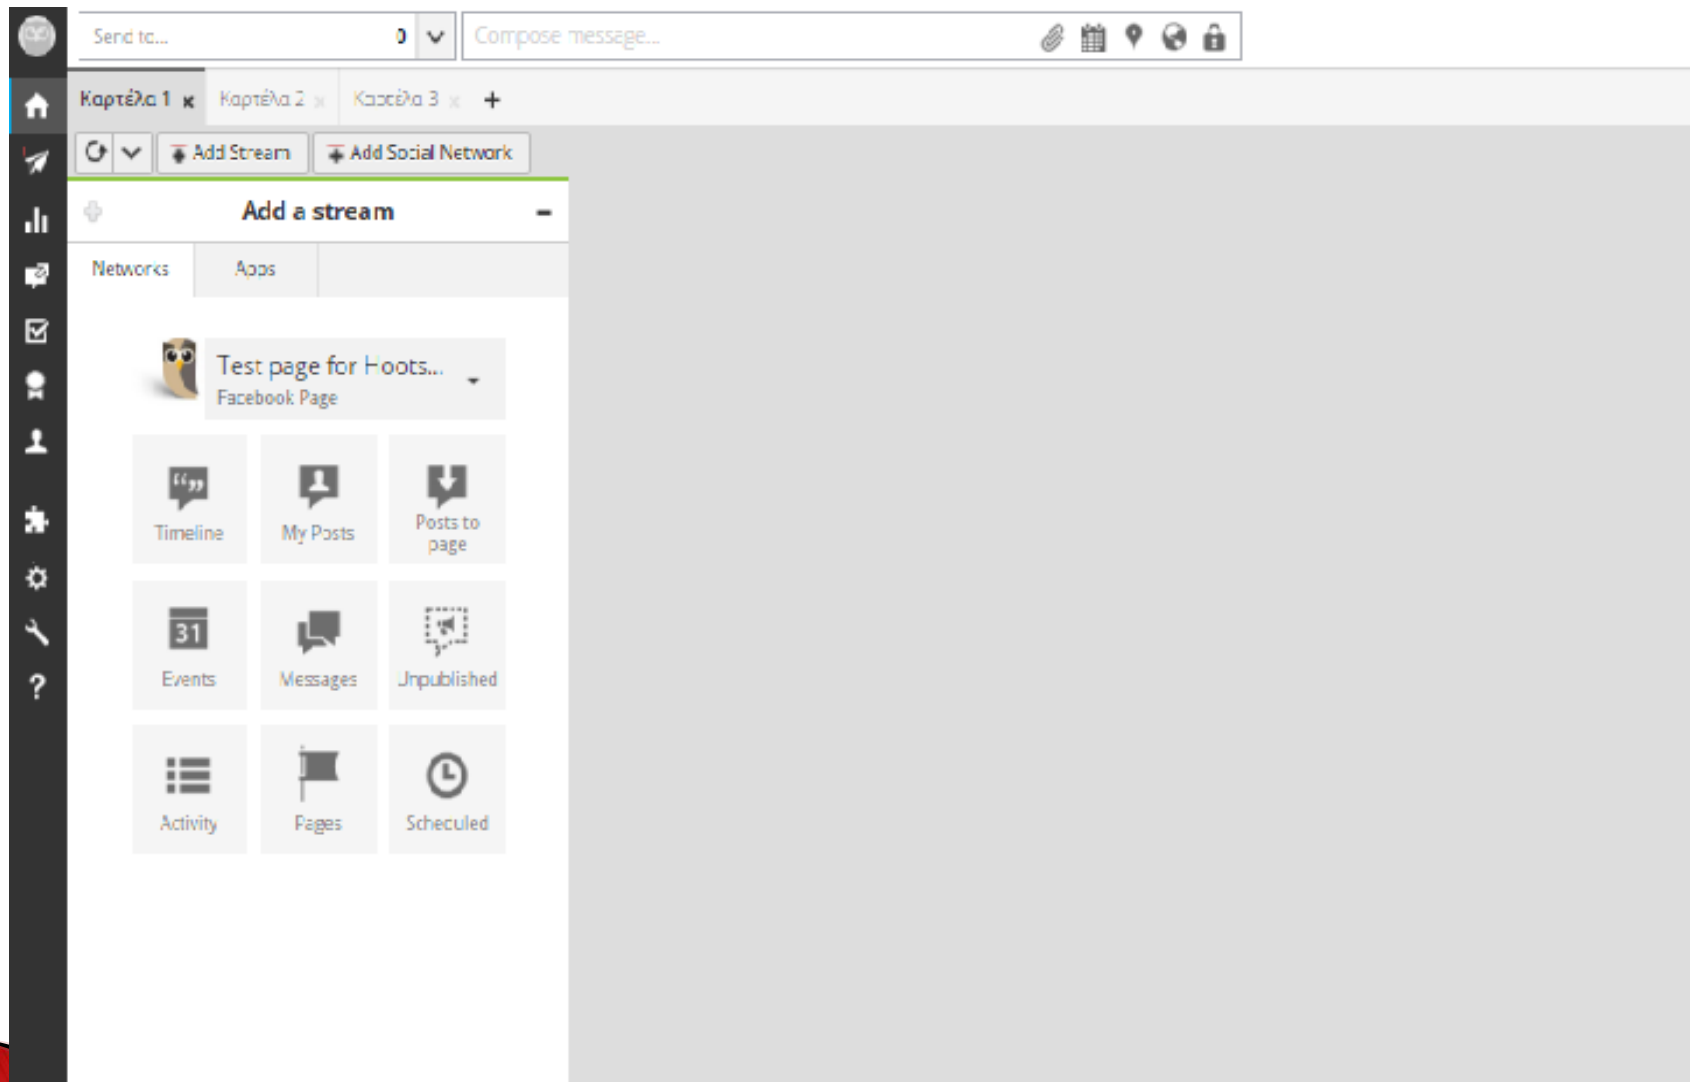 Send to... 0 Compose message...
Καρτέλα 1 x Καρτέλα 2 x Καρτέλα 3 x +
Add Stream Add Social Network
Add a stream
Networks Apps
Test page for Hoots...
Facebook Page
Timeline My Posts Posts to page
31
Events Messages Unpublished
Activity Pages Scheduled
?